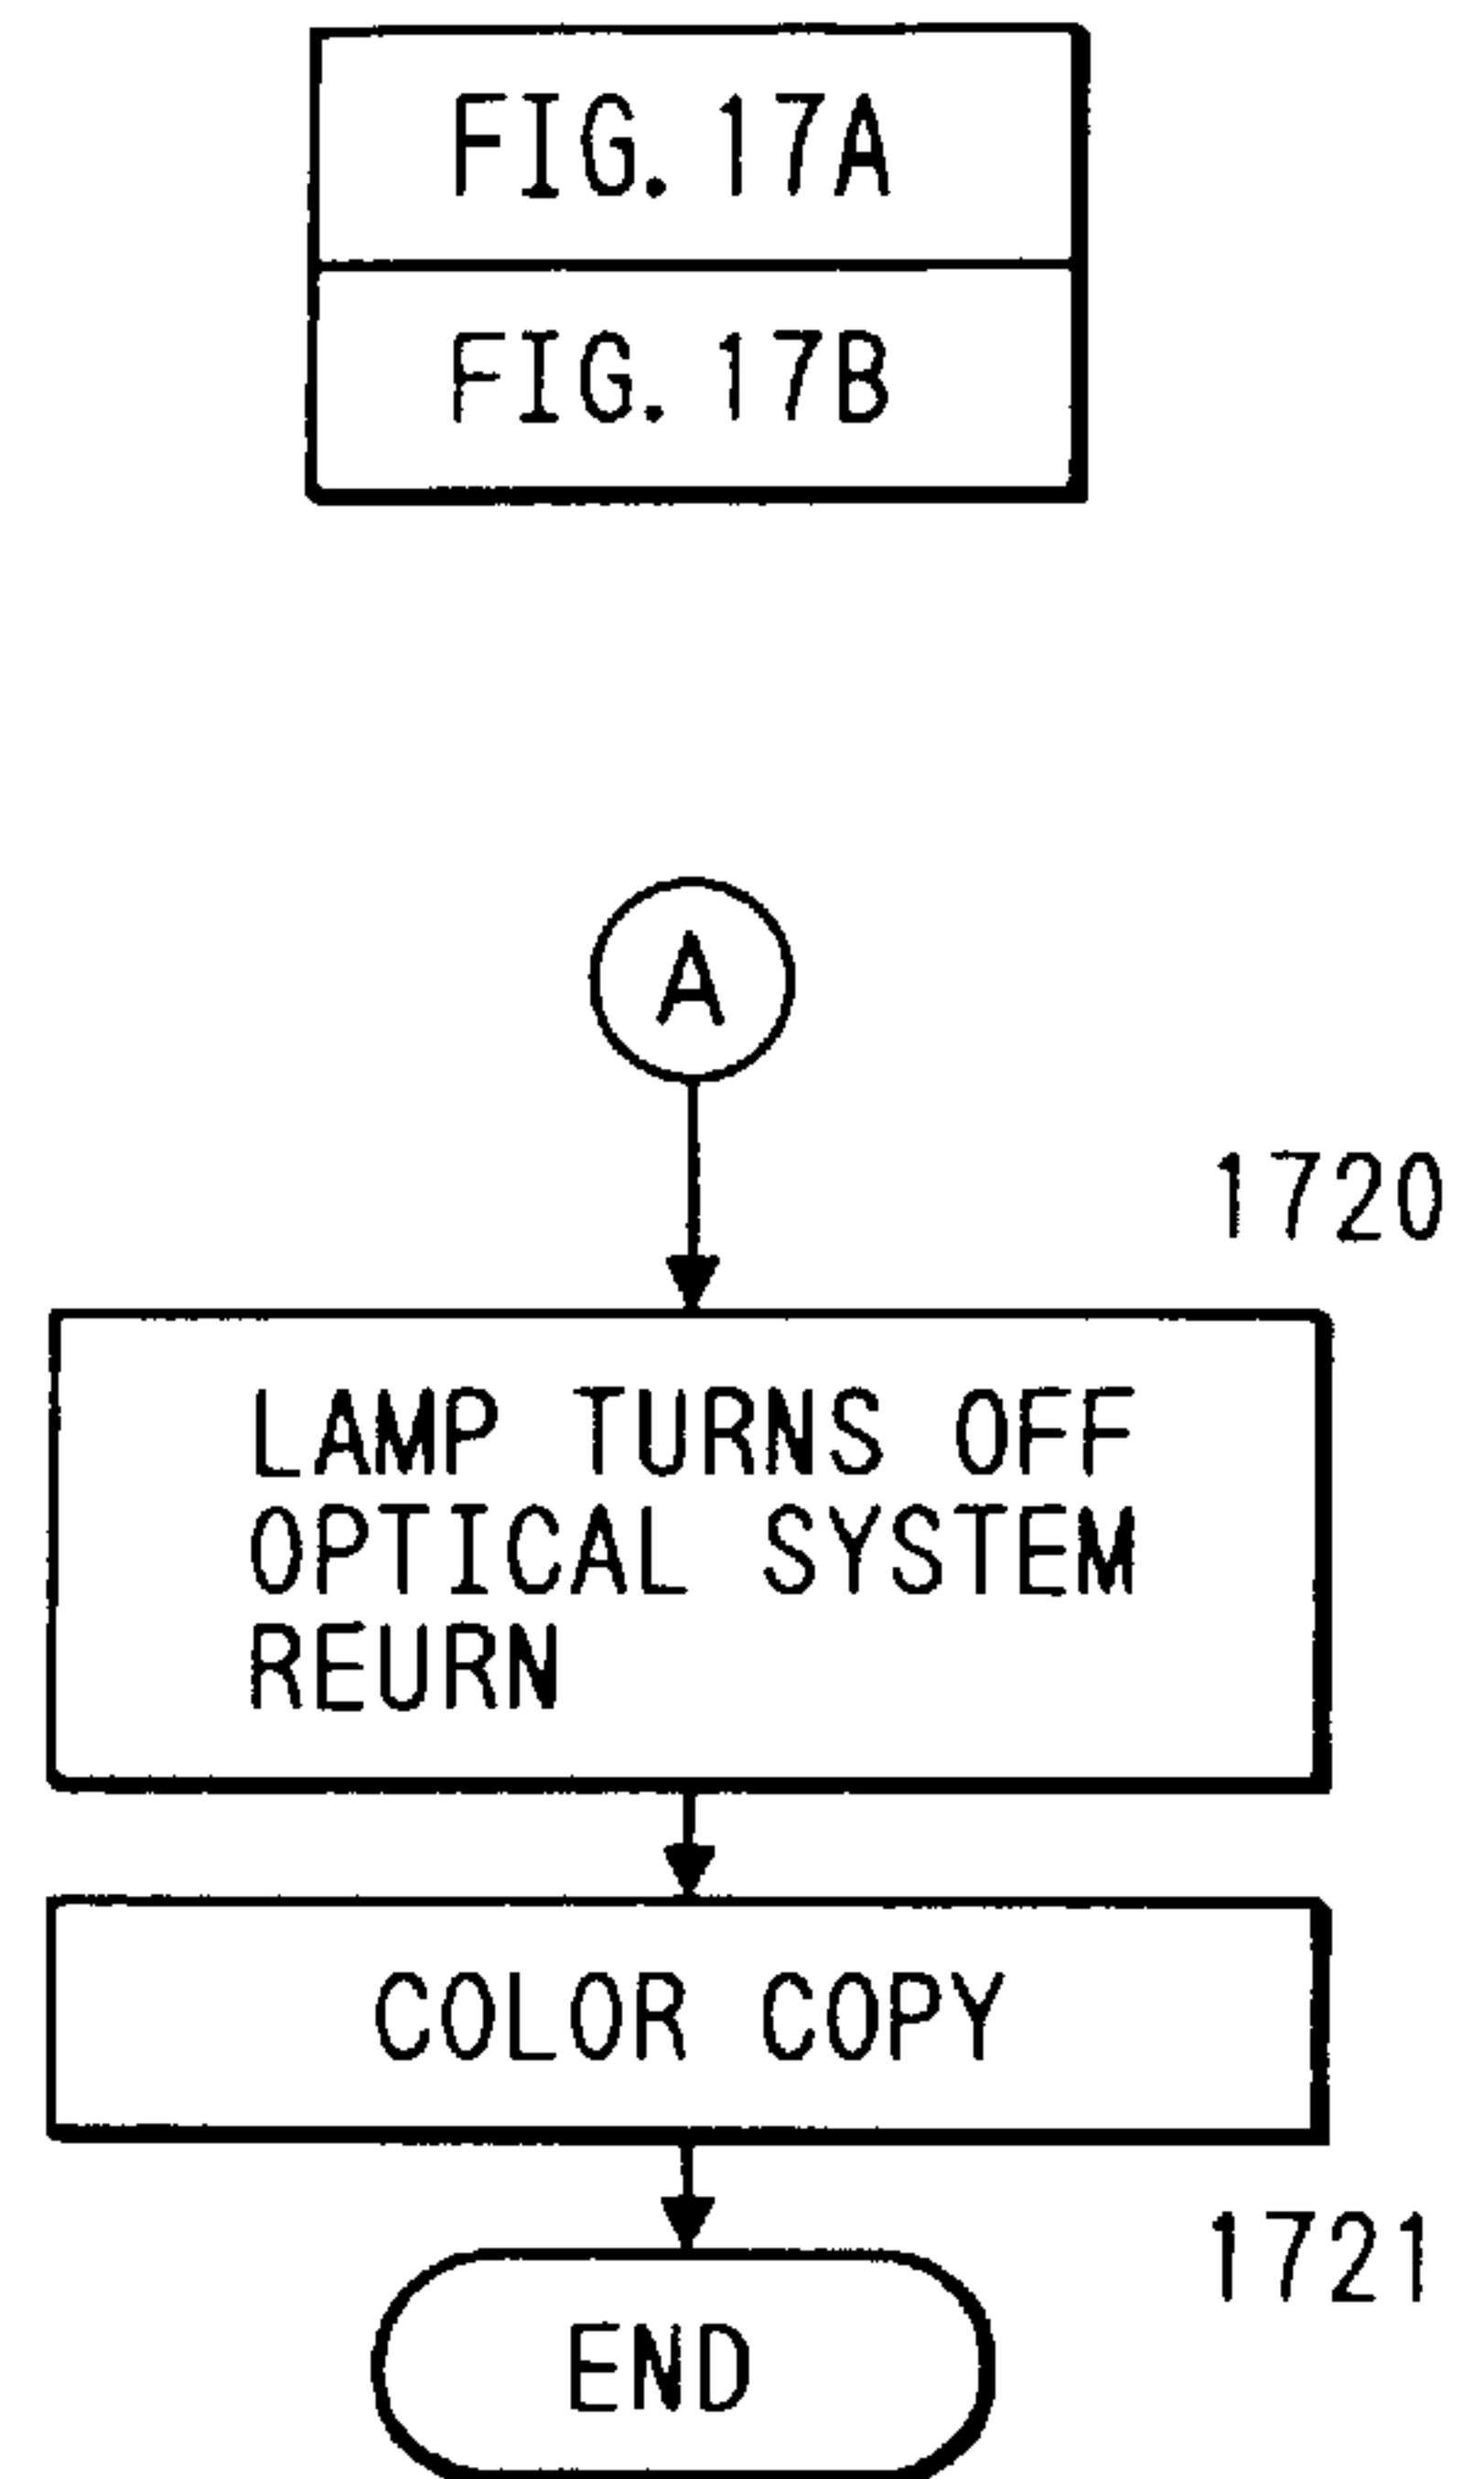 FIG. 17A
FIG. 17B
A
1720
LAMP TURNS OFF
OPTICAL SYSTEM
REURN
COLOR COPY
1721
END